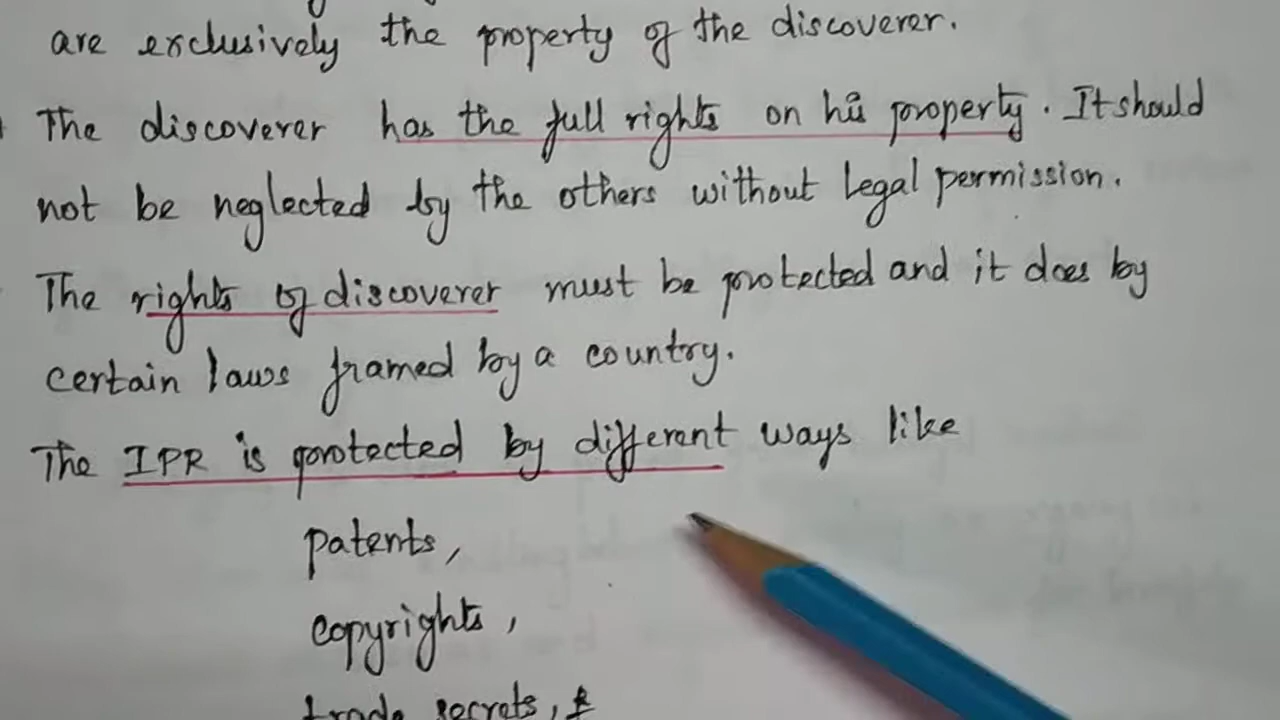 are exclusively the property of the discoverer.
The discoverer has the full rights on his property. It should
not be neglected by the others without legal permission.
The rights of discoverer must be protected and it does by
certain laws framed by a country.
The IPR is protected by different ways like
patents,
copyrights,
trade secrets, &